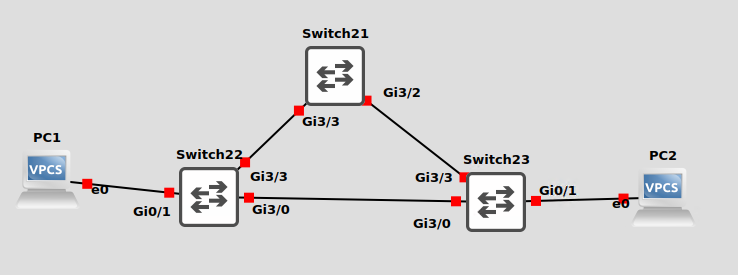 Switch21
Gi3/2
Gi3/3
PC1
VPCS
e0
Switch22
Gi3/3
Gi0/1
Gi3/0
Switch23
Gi3/3
Gi0/1
Gi3/0
PC2
VPCS
e0